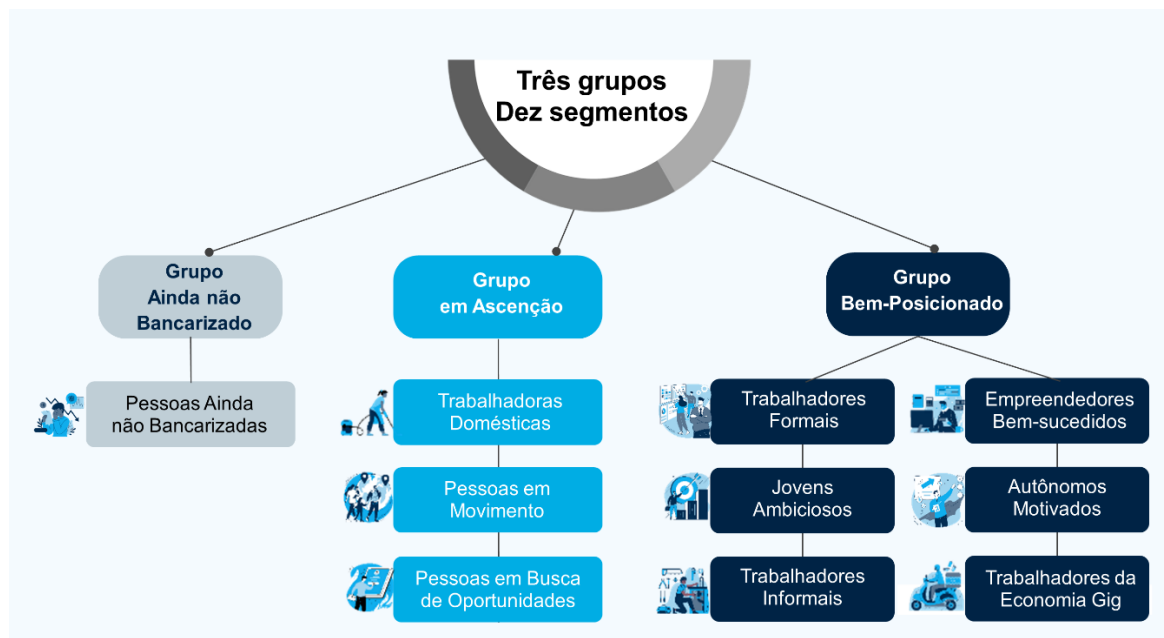 Três grupos
Dez segmentos
Grupo
Ainda não
Bancarizado
Pessoas Ainda
não Bancarizadas
Grupo
em Ascenção
Trabalhadoras
Domésticas
Pessoas em
Movimento
Pessoas em Busca
de Oportunidades
Grupo
Bem-Posicionado
Trabalhadores
Formais
Jovens
Ambiciosos
Trabalhadores
Informais
Empreendedores
Bem-sucedidos
Autônomos
Motivados
Trabalhadores da
Economia Gig